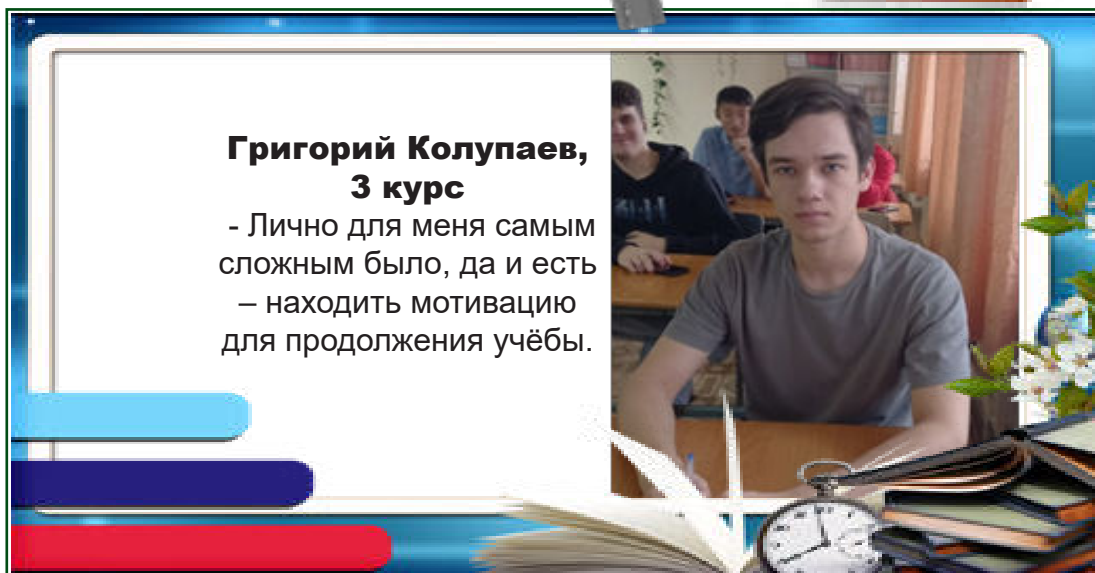 Григорий Колупаев,
3 курс
- Лично для меня самым
сложным было, да и есть
– находить мотивацию
для продолжения учёбы.